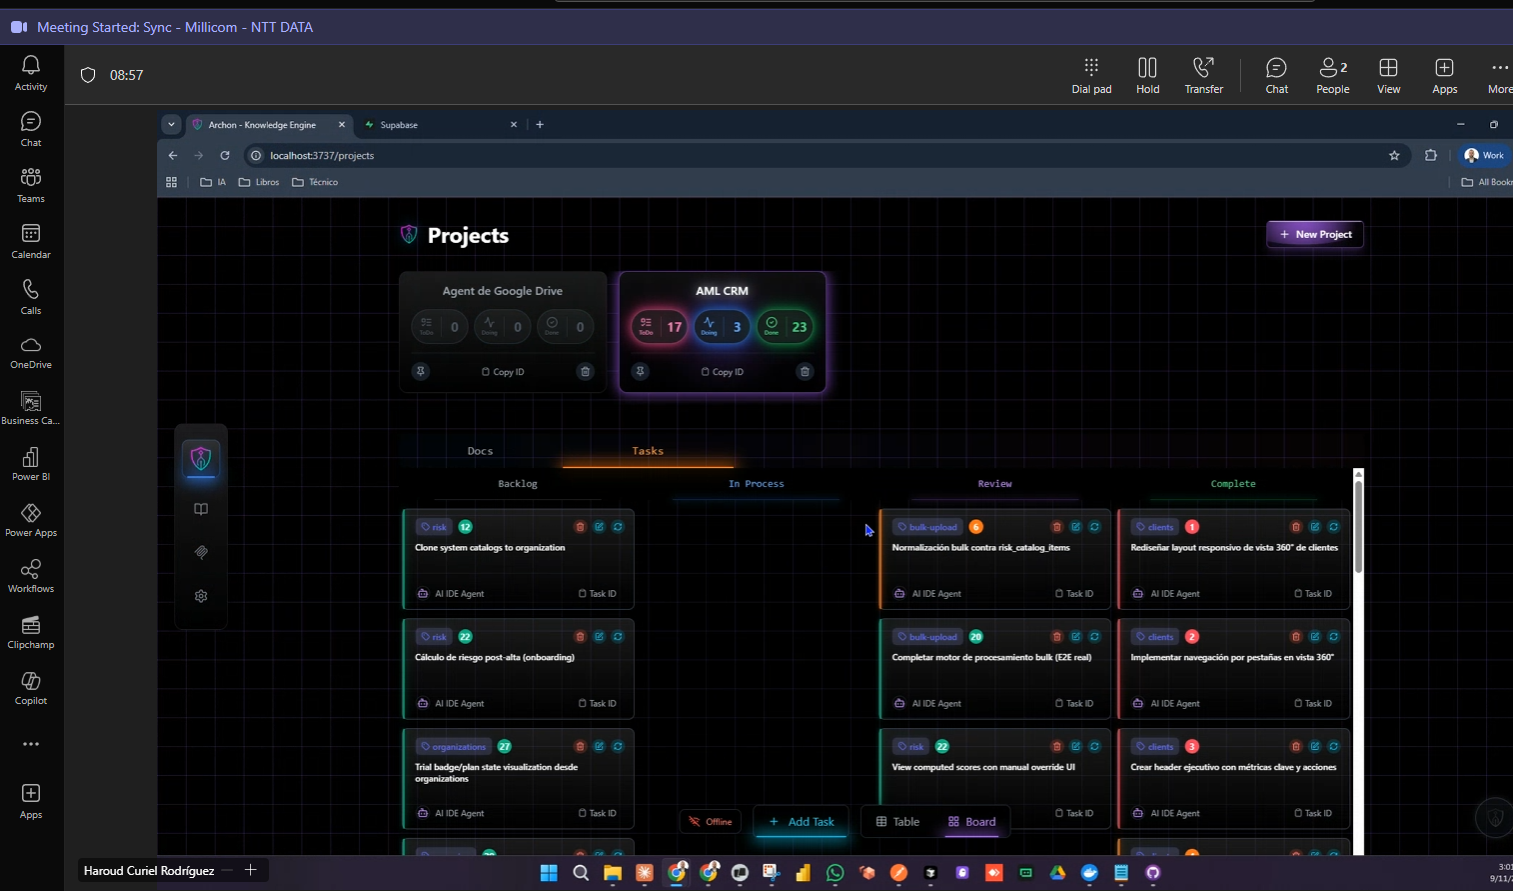 Meeting Started: Sync - Millicom - NTT DATA
Activity
Chat
Teams
Calendar
Calls
OneDrive
Business Ca...
Power BI
Power Apps
Workflows
Clipchamp
Copilot
Apps
08:57
Dial pad
Hold
Transfer
Chat
2
People
View
Apps
More
Archon - Knowledge Engine
Supabase
localhost:3737/projects
Work
IA
Libros
Técnico
All Bookr
Projects
+ New Project
Agent de Google Drive
ToDo 0
Doing 0
Done 0
Copy ID
AML CRM
ToDo 17
Doing 3
Done 23
Copy ID
Docs
Tasks
Backlog
In Process
Review
Complete
risk 12
Clone system catalogs to organization
AI IDE Agent
Task ID
bulk-upload 6
Normalización bulk contra risk_catalog_items
AI IDE Agent
Task ID
clients 1
Rediseñar layout responsivo de vista 360° de clientes
AI IDE Agent
Task ID
risk 22
Cálculo de riesgo post-alta (onboarding)
AI IDE Agent
Task ID
bulk-upload 20
Completar motor de procesamiento bulk (E2E real)
AI IDE Agent
Task ID
clients 2
Implementar navegación por pestañas en vista 360°
AI IDE Agent
Task ID
organizations 27
Trial badge/plan state visualization desde
organizations
AI IDE Agent
Task ID
risk 22
View computed scores con manual override UI
Task ID
clients 3
Crear header ejecutivo con métricas clave y acciones
AI IDE Agent
Task ID
Offline
+ Add Task
Table
Board
Haroud Curiel Rodríguez
3:01
9/11/